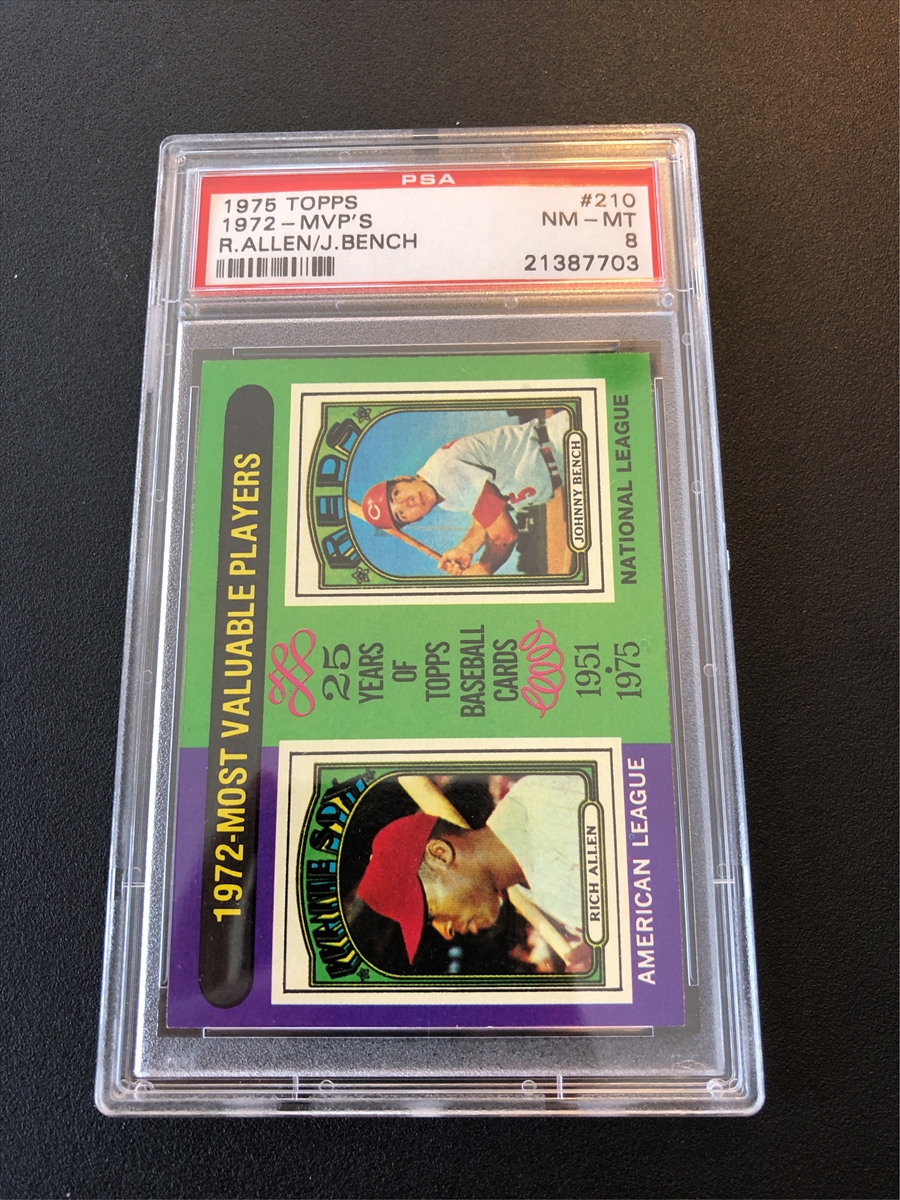 PSA
1975 TOPPS #210
1972-MVP'S NM-MT
R.ALLEN/J.BENCH 8
21387703
1972-MOST VALUABLE PLAYERS
WHITE SOX
RICH ALLEN
AMERICAN LEAGUE
25
YEARS
OF
TOPPS
BASEBALL
CARDS
1951
1975
REDS
C
5
JOHNNY BENCH
NATIONAL LEAGUE